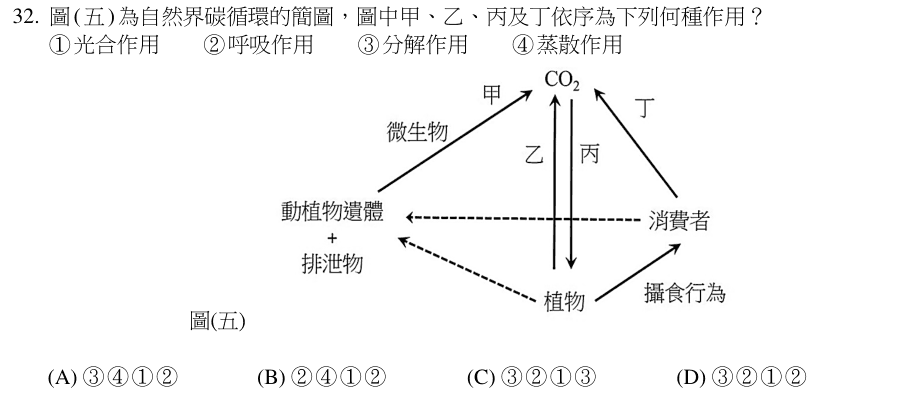 32. 圖(五)為自然界碳循環的簡圖，圖中甲、乙、丙及丁依序為下列何種作用？
①光合作用 ②呼吸作用 ③分解作用 ④蒸散作用
CO₂
甲
丁
微生物
乙
丙
動植物遺體
+
排泄物
消費者
植物
攝食行為
圖(五)
(A) ③④①② (B) ②④①② (C) ③②①③ (D) ③②①②